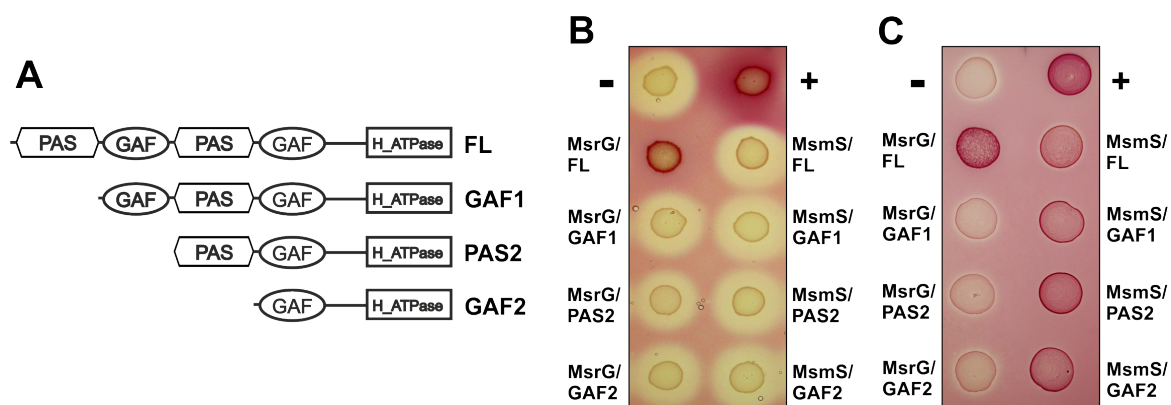 A
PAS GAF PAS GAF H_ATPase FL
GAF PAS GAF H_ATPase GAF1
PAS GAF H_ATPase PAS2
GAF H_ATPase GAF2
B
- +
MsrG/
FL
MsmS/
FL
MsrG/
GAF1
MsmS/
GAF1
MsrG/
PAS2
MsmS/
PAS2
MsrG/
GAF2
MsmS/
GAF2
C
- +
MsrG/
FL
MsmS/
FL
MsrG/
GAF1
MsmS/
GAF1
MsrG/
PAS2
MsmS/
PAS2
MsrG/
GAF2
MsmS/
GAF2